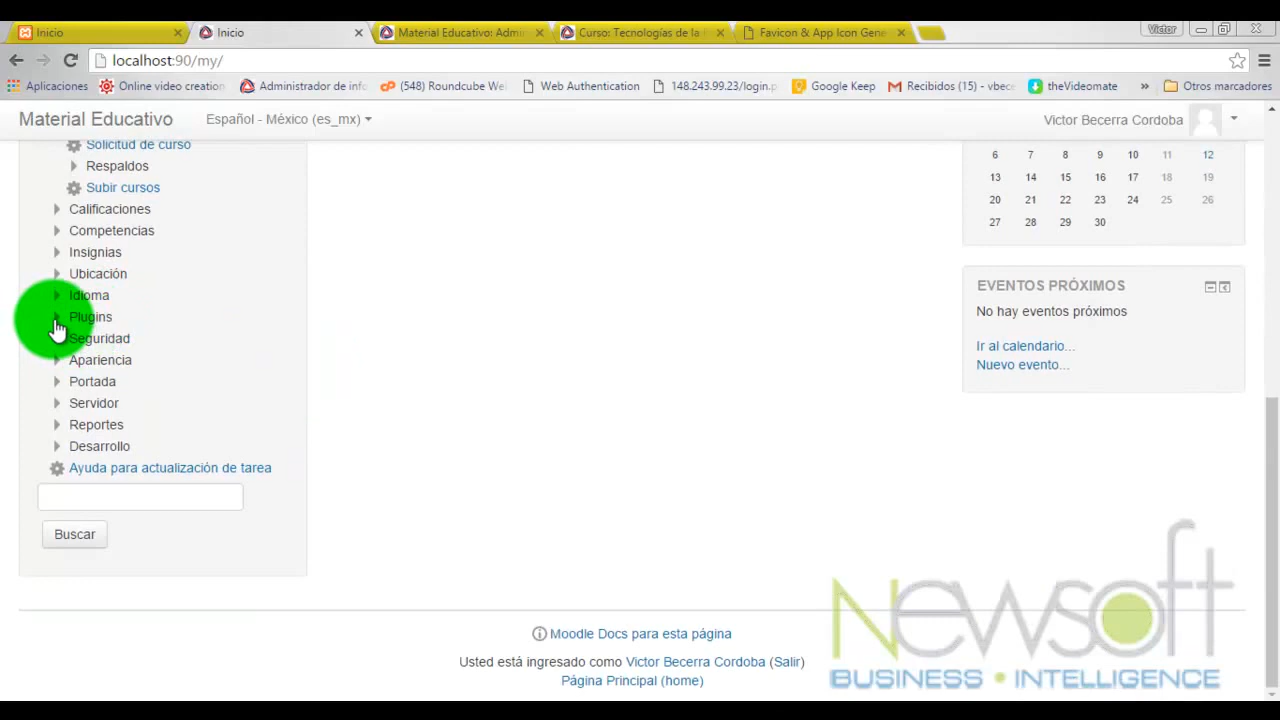 Inicio
Inicio
Material Educativo: Admi
Curso: Tecnologías de la
Favicon & App Icon Gene
Victor
localhost:90/my/
Aplicaciones
Online video creation
Administrador de info
(548) Roundcube We
Web Authentication
148.243.99.23/login.p
Google Keep
Recibidos (15) - vbece
theVideomate
»
Otros marcadores
Material Educativo
Español - México (es_mx)
Victor Becerra Cordoba
Solicitud de curso
Respaldos
Subir cursos
Calificaciones
Competencias
Insignias
Ubicación
Idioma
Plugins
Seguridad
Apariencia
Portada
Servidor
Reportes
Desarrollo
Ayuda para actualización de tarea
Buscar
6 7 8 9 10 11 12
13 14 15 16 17 18 19
20 21 22 23 24 25 26
27 28 29 30
EVENTOS PRÓXIMOS
No hay eventos próximos
Ir al calendario...
Nuevo evento...
Moodle Docs para esta página
Usted está ingresado como Victor Becerra Cordoba (Salir)
Página Principal (home)
Newsoft
BUSINESS • INTELLIGENCE